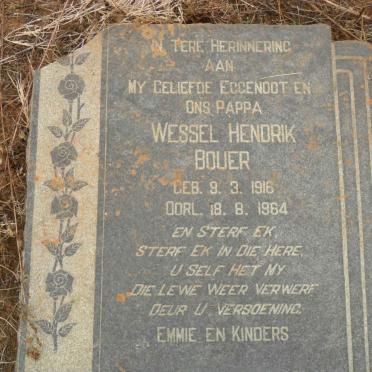 IN TERE HERINNERING
AAN
MY GELIEFDE EGGENOOT EN
ONS PAPPA
WESSEL HENDRIK
BOUER
GEB. 9. 3. 1916
OORL. 18. 8. 1964
EN STERF EK,
STERF EK IN DIE HERE,
U SELF HET MY
DIE LEWE WEER VERWERF
DEUR U VERSOENING.
EMMIE EN KINDERS